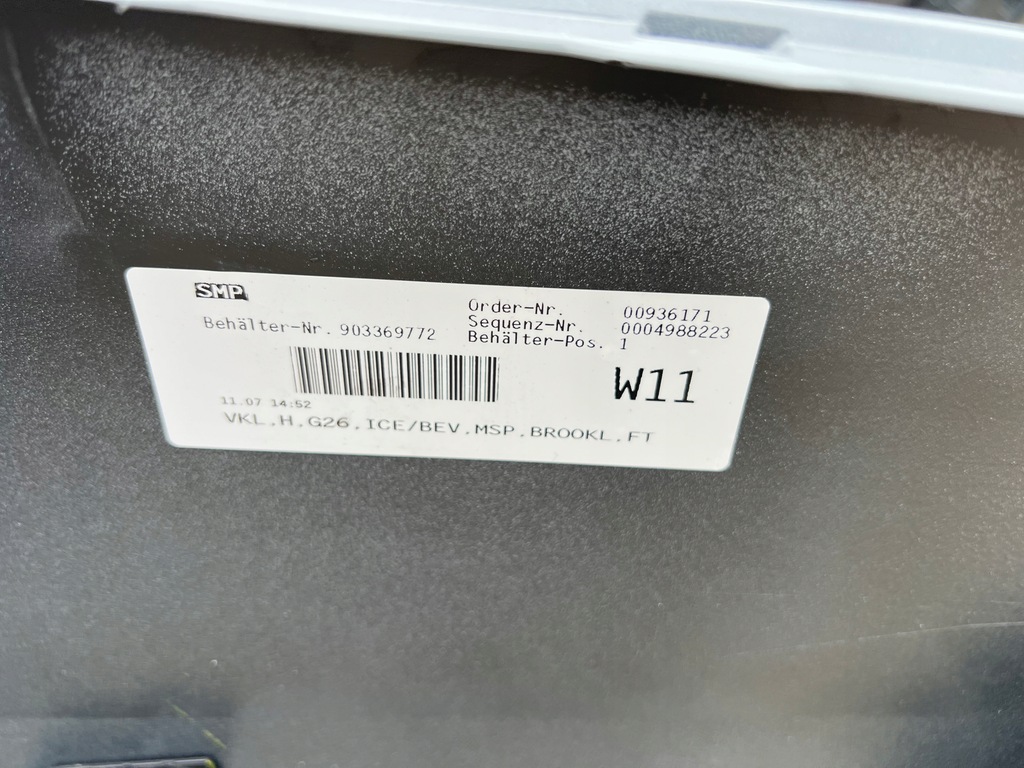 SMP
Behälter-Nr. 903369772
Order-Nr. 00936171
Sequenz-Nr. 0004988223
Behälter-Pos. 1
W11
11.07 14:52
VKL.H.G26.ICE/BEV.MSP.BROOKL.FT